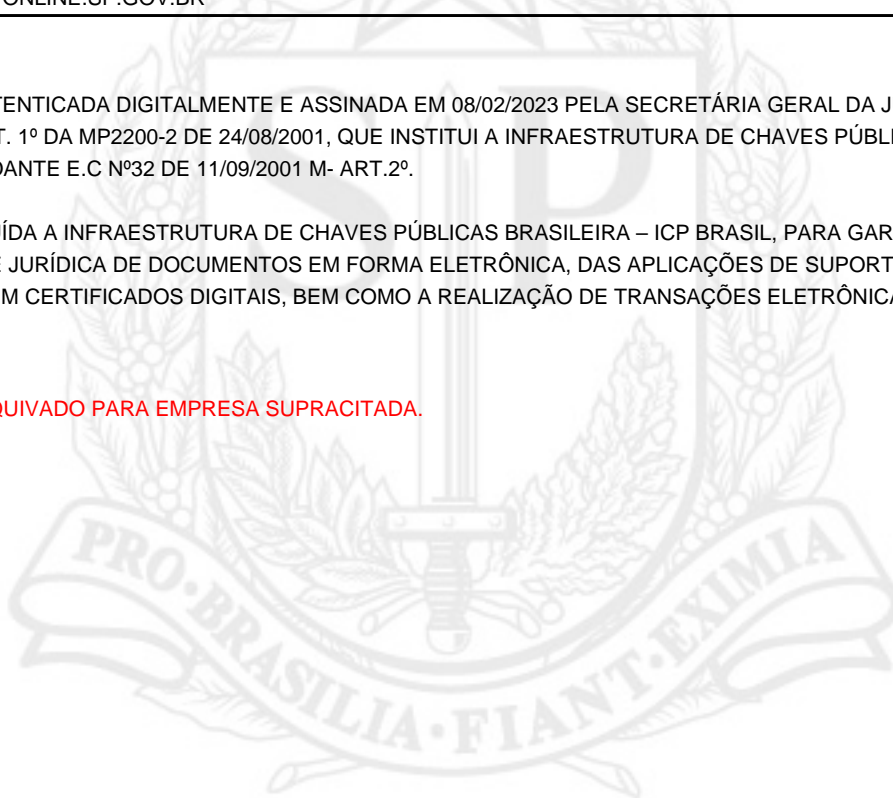 ONLINE.SP.GOV.BR
TENTICADA DIGITALMENTE E ASSINADA EM 08/02/2023 PELA SECRETÁRIA GERAL DA J
T. 1º DA MP2200-2 DE 24/08/2001, QUE INSTITUI A INFRAESTRUTURA DE CHAVES PÚBLI
DANTE E.C Nº32 DE 11/09/2001 M- ART.2º.
UÍDA A INFRAESTRUTURA DE CHAVES PÚBLICAS BRASILEIRA – ICP BRASIL, PARA GAR
E JURÍDICA DE DOCUMENTOS EM FORMA ELETRÔNICA, DAS APLICAÇÕES DE SUPORT
M CERTIFICADOS DIGITAIS, BEM COMO A REALIZAÇÃO DE TRANSAÇÕES ELETRÔNICA
QUIVADO PARA EMPRESA SUPRACITADA.
SP
PRO·BRASILIA·FIANT·EXIMIA